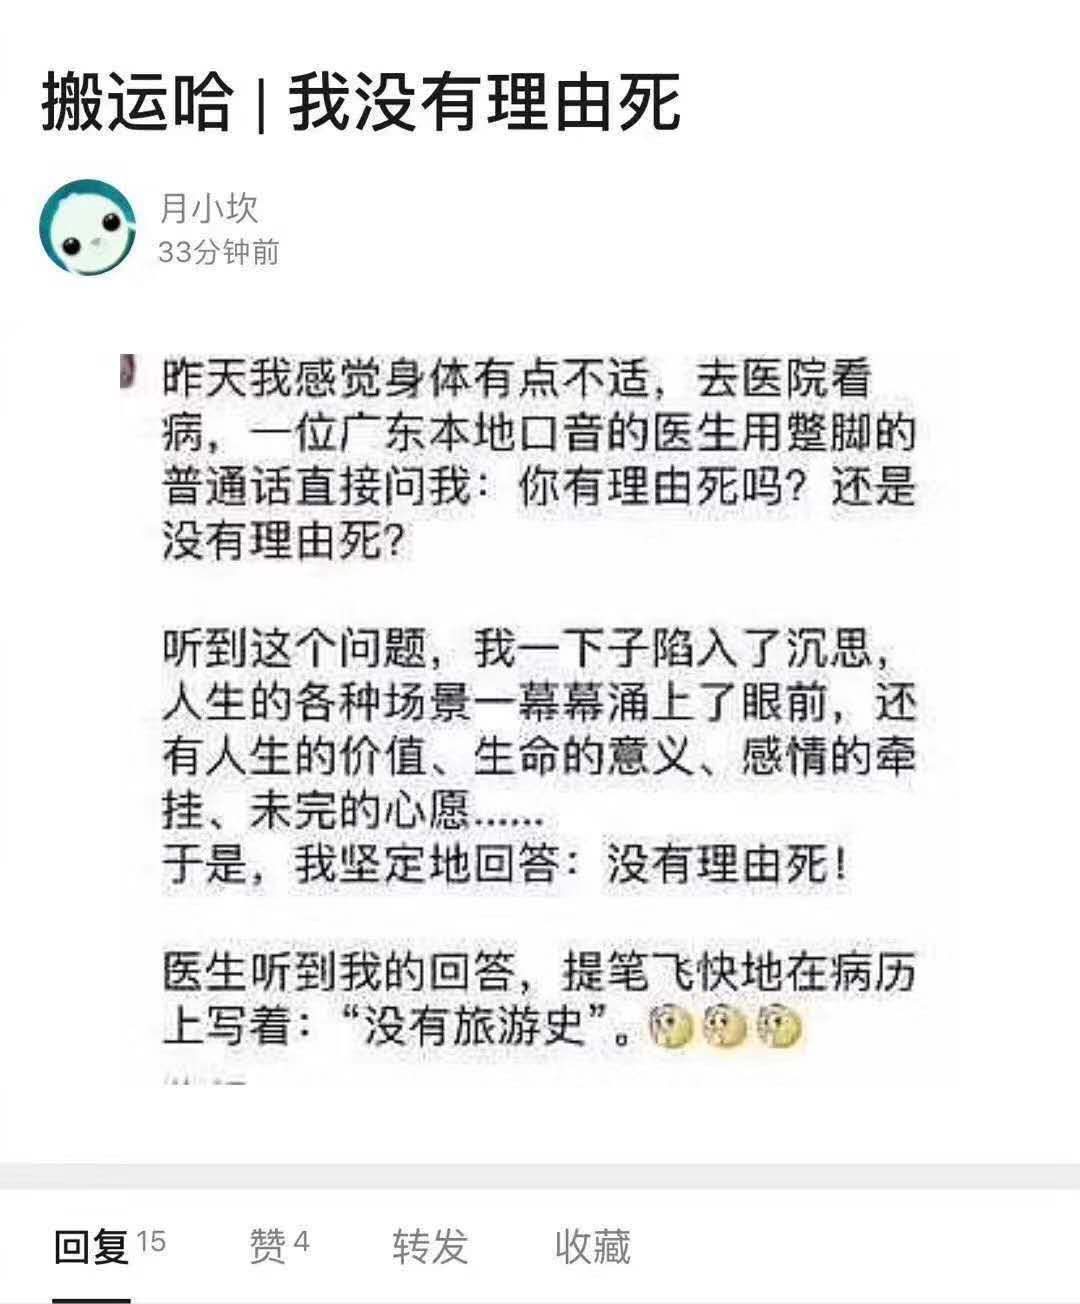 搬运哈 | 我没有理由死
月小坎
33分钟前
昨天我感觉身体有点不适，去医院看
病，一位广东本地口音的医生用蹩脚的
普通话直接问我：你有理由死吗？还是
没有理由死？
听到这个问题，我一下子陷入了沉思，
人生的各种场景一幕幕涌上了眼前，还
有人生的价值、生命的意义、感情的牵
挂、未完的心愿……
于是，我坚定地回答：没有理由死！
医生听到我的回答，提笔飞快地在病历
上写着：“没有旅游史”。
回复 15
赞 4
转发
收藏